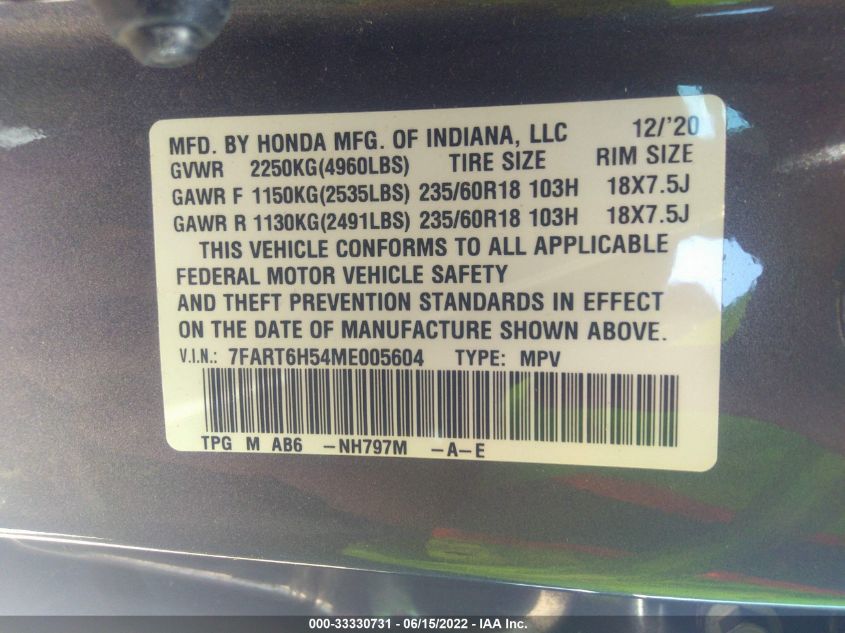 MFD. BY HONDA MFG. OF INDIANA, LLC 12/'20
GVWR 2250KG(4960LBS) TIRE SIZE RIM SIZE
GAWR F 1150KG(2535LBS) 235/60R18 103H 18X7.5J
GAWR R 1130KG(2491LBS) 235/60R18 103H 18X7.5J
THIS VEHICLE CONFORMS TO ALL APPLICABLE
FEDERAL MOTOR VEHICLE SAFETY
AND THEFT PREVENTION STANDARDS IN EFFECT
ON THE DATE OF MANUFACTURE SHOWN ABOVE.
V.I.N.: 7FART6H54ME005604 TYPE: MPV
TPG M AB6 -NH797M -A-E
000-33330731 - 06/15/2022 - IAA Inc.